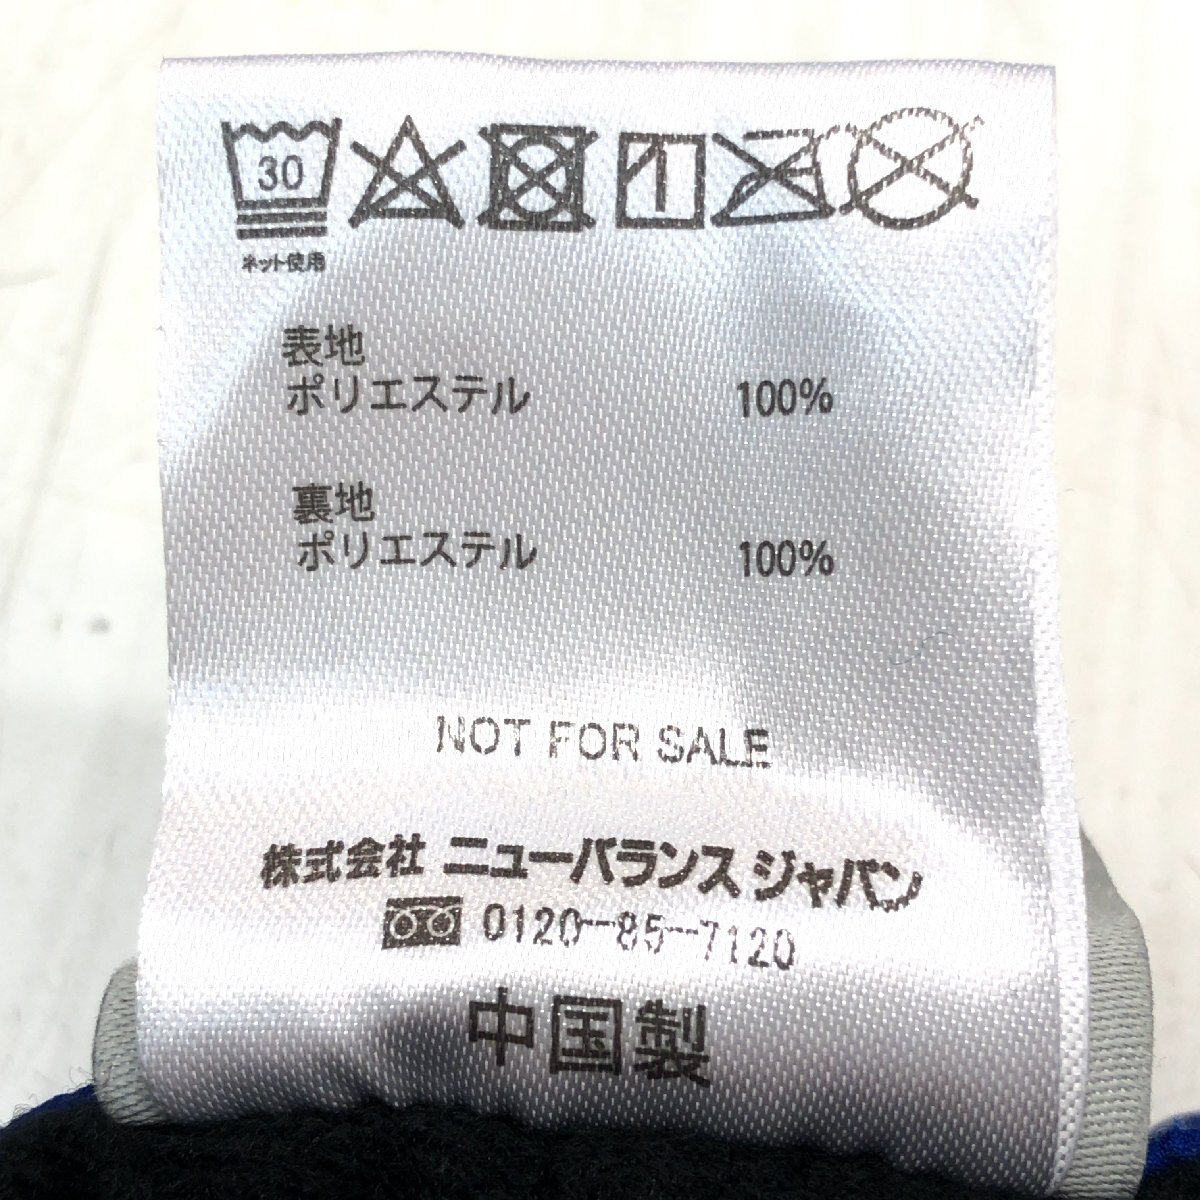 30
ネット使用
表地
ポリエステル 100%
裏地
ポリエステル 100%
NOT FOR SALE
株式会社 ニューバランス ジャパン
0120-85-7120
中国製